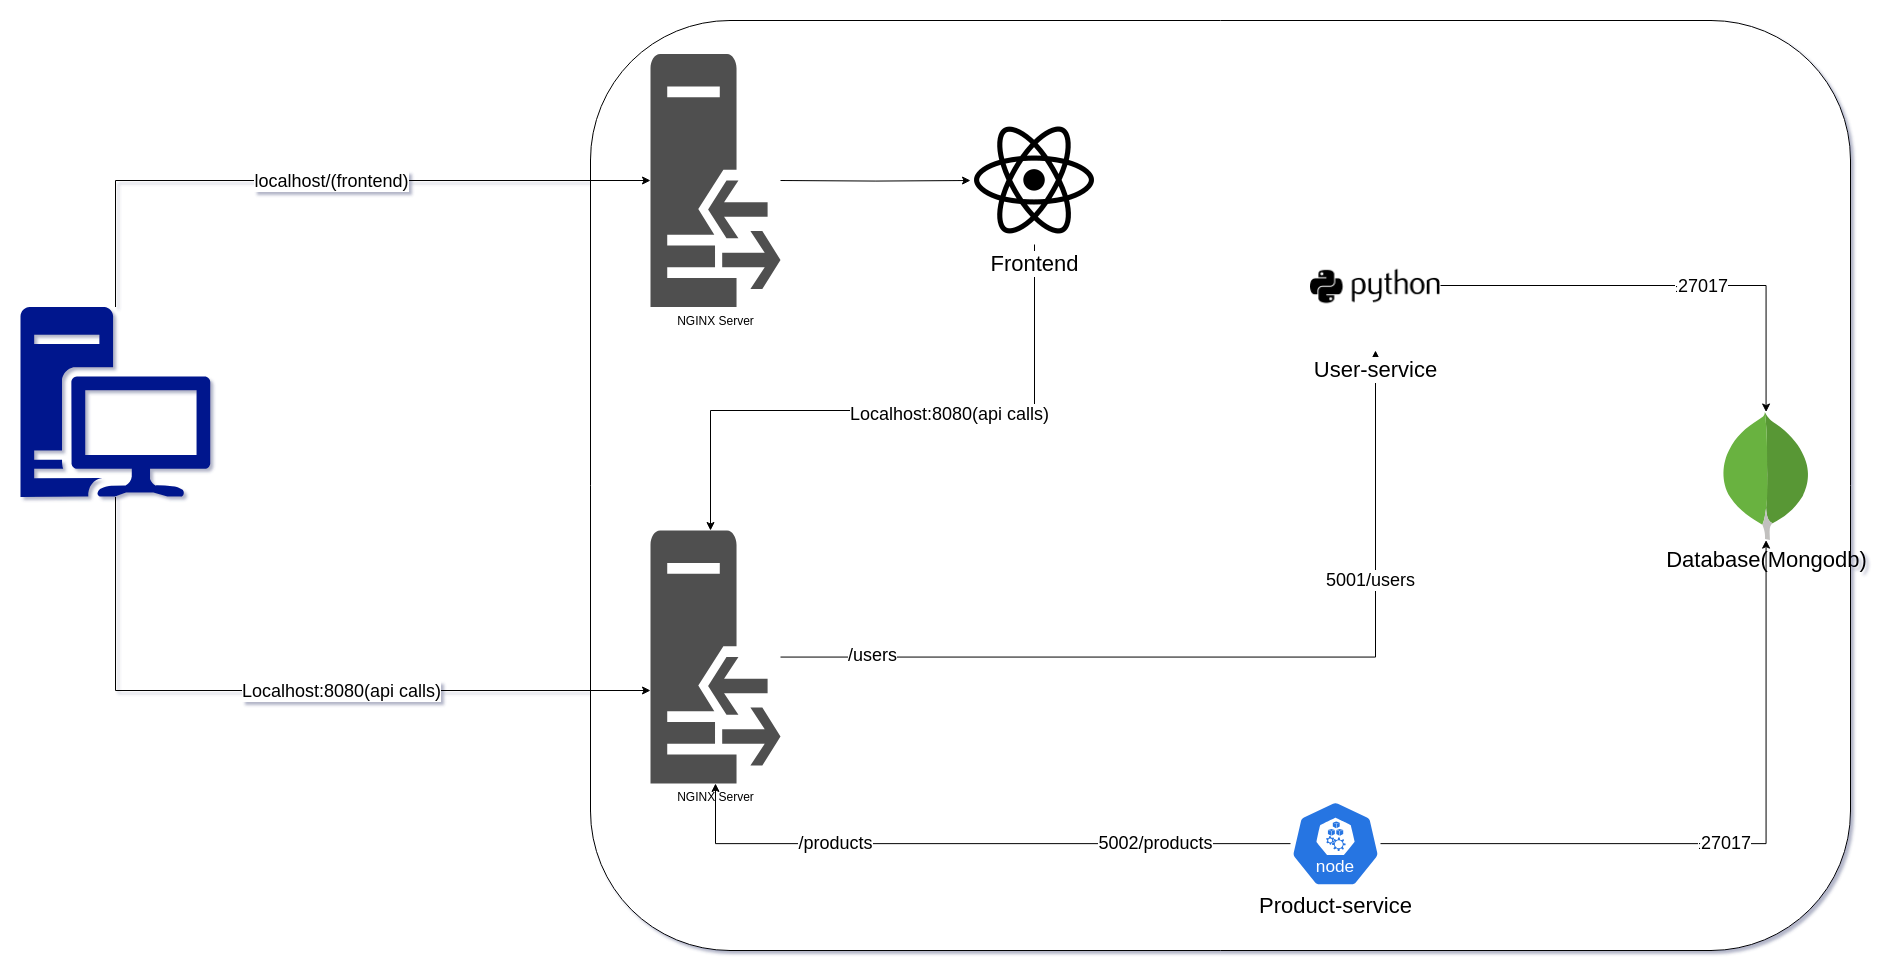 localhost/(frontend)
NGINX Server
Frontend
python
:27017
User-service
Localhost:8080(api calls)
Database(Mongodb)
5001/users
/users
Localhost:8080(api calls)
NGINX Server
/products
5002/products
node
:27017
Product-service